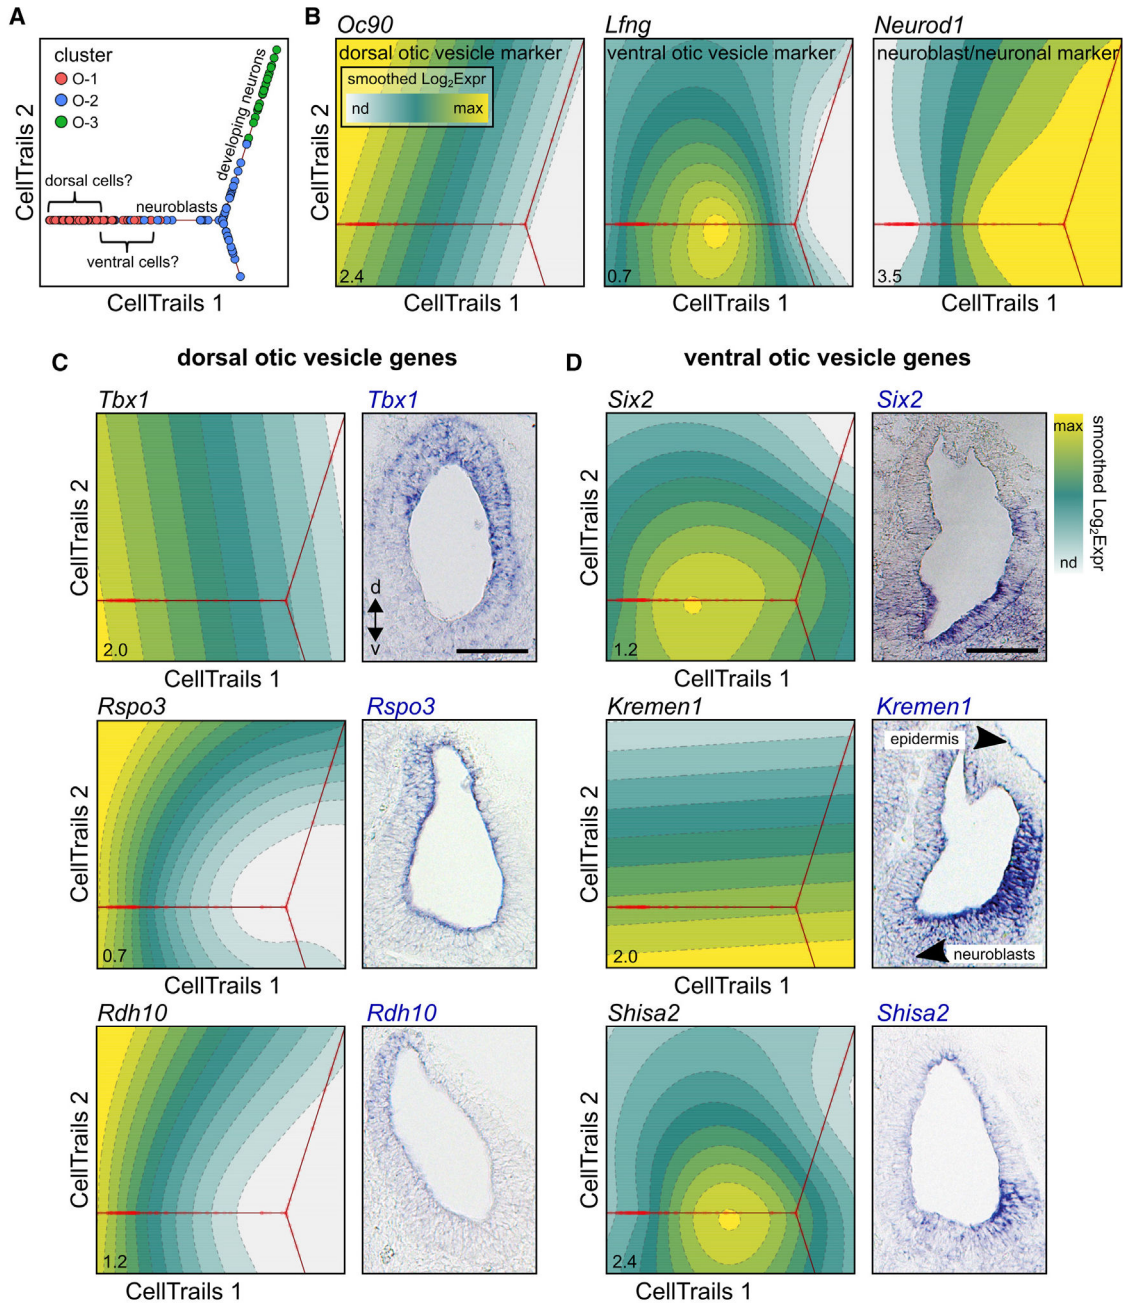 A
cluster
O-1
O-2
O-3
developing neurons
dorsal cells?
neuroblasts
ventral cells?
CellTrails 2
CellTrails 1
B
Oc90
dorsal otic vesicle marker
smoothed Log2Expr
nd max
2.4
CellTrails 1
Lfng
ventral otic vesicle marker
0.7
CellTrails 1
Neurod1
neuroblast/neuronal marker
3.5
CellTrails 1
C
dorsal otic vesicle genes
Tbx1
CellTrails 2
2.0
CellTrails 1
Tbx1
d
v
Rspo3
CellTrails 2
0.7
CellTrails 1
Rspo3
Rdh10
CellTrails 2
1.2
CellTrails 1
Rdh10
D
ventral otic vesicle genes
Six2
CellTrails 2
1.2
CellTrails 1
Six2
max
smoothed Log2Expr
nd
Kremen1
CellTrails 2
2.0
CellTrails 1
Kremen1
epidermis
neuroblasts
Shisa2
CellTrails 2
2.4
CellTrails 1
Shisa2